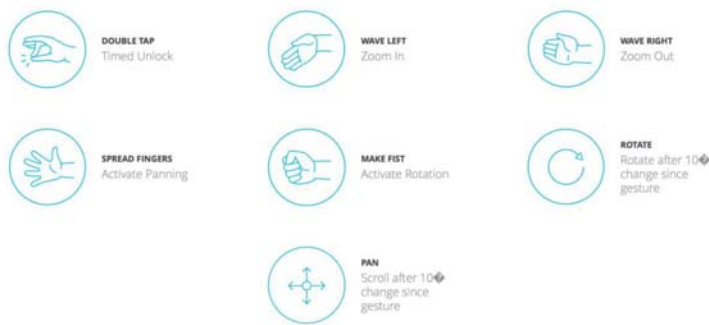 DOUBLE TAP
Timed Unlock
WAVE LEFT
Zoom In
WAVE RIGHT
Zoom Out
SPREAD FINGERS
Activate Panning
MAKE FIST
Activate Rotation
ROTATE
Rotate after 10�
change since
gesture
PAN
Scroll after 10�
change since
gesture